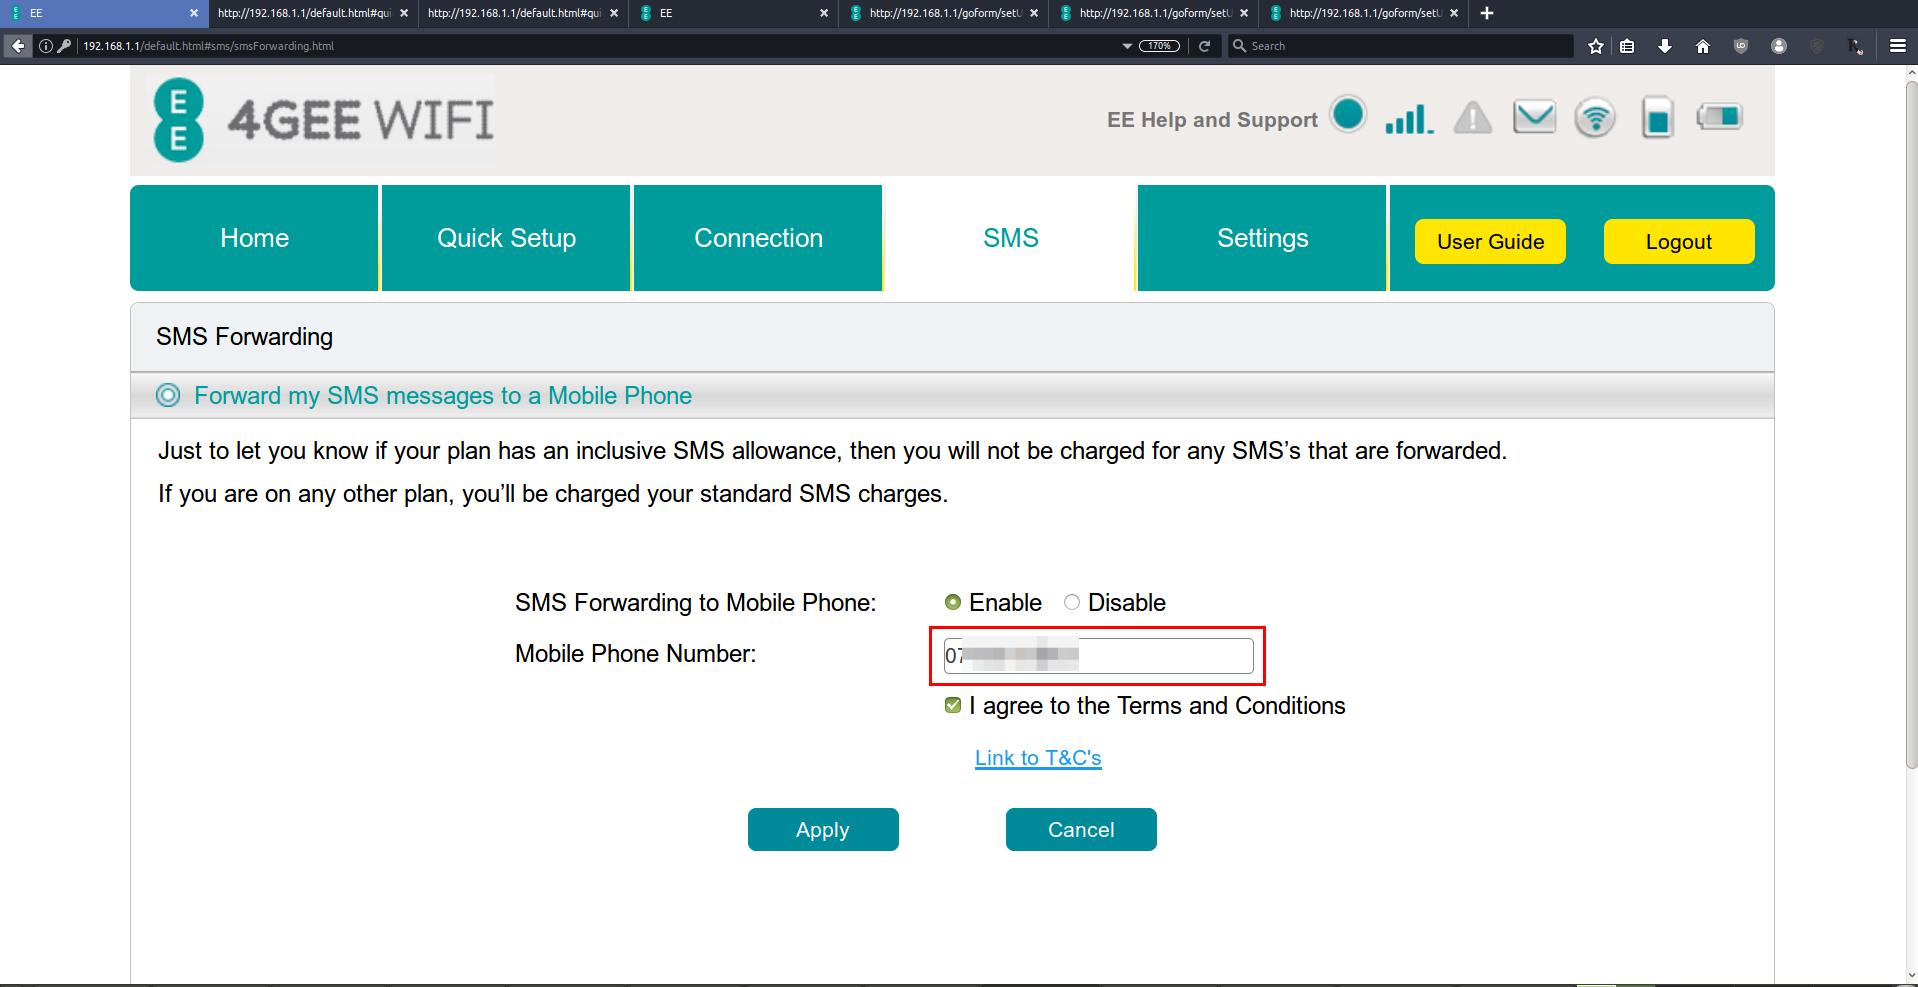 EE
http://192.168.1.1/default.html#qui
http://192.168.1.1/default.html#qui
EE
http://192.168.1.1/goform/setU
http://192.168.1.1/goform/setU
http://192.168.1.1/goform/setU
192.168.1.1/default.html#sms/smsForwarding.html
170%
Search
E
E
4GEE WIFI
EE Help and Support
Home
Quick Setup
Connection
SMS
Settings
User Guide
Logout
SMS Forwarding
Forward my SMS messages to a Mobile Phone
Just to let you know if your plan has an inclusive SMS allowance, then you will not be charged for any SMS’s that are forwarded.
If you are on any other plan, you’ll be charged your standard SMS charges.
SMS Forwarding to Mobile Phone:
Enable
Disable
Mobile Phone Number:
07
I agree to the Terms and Conditions
Link to T&C's
Apply
Cancel